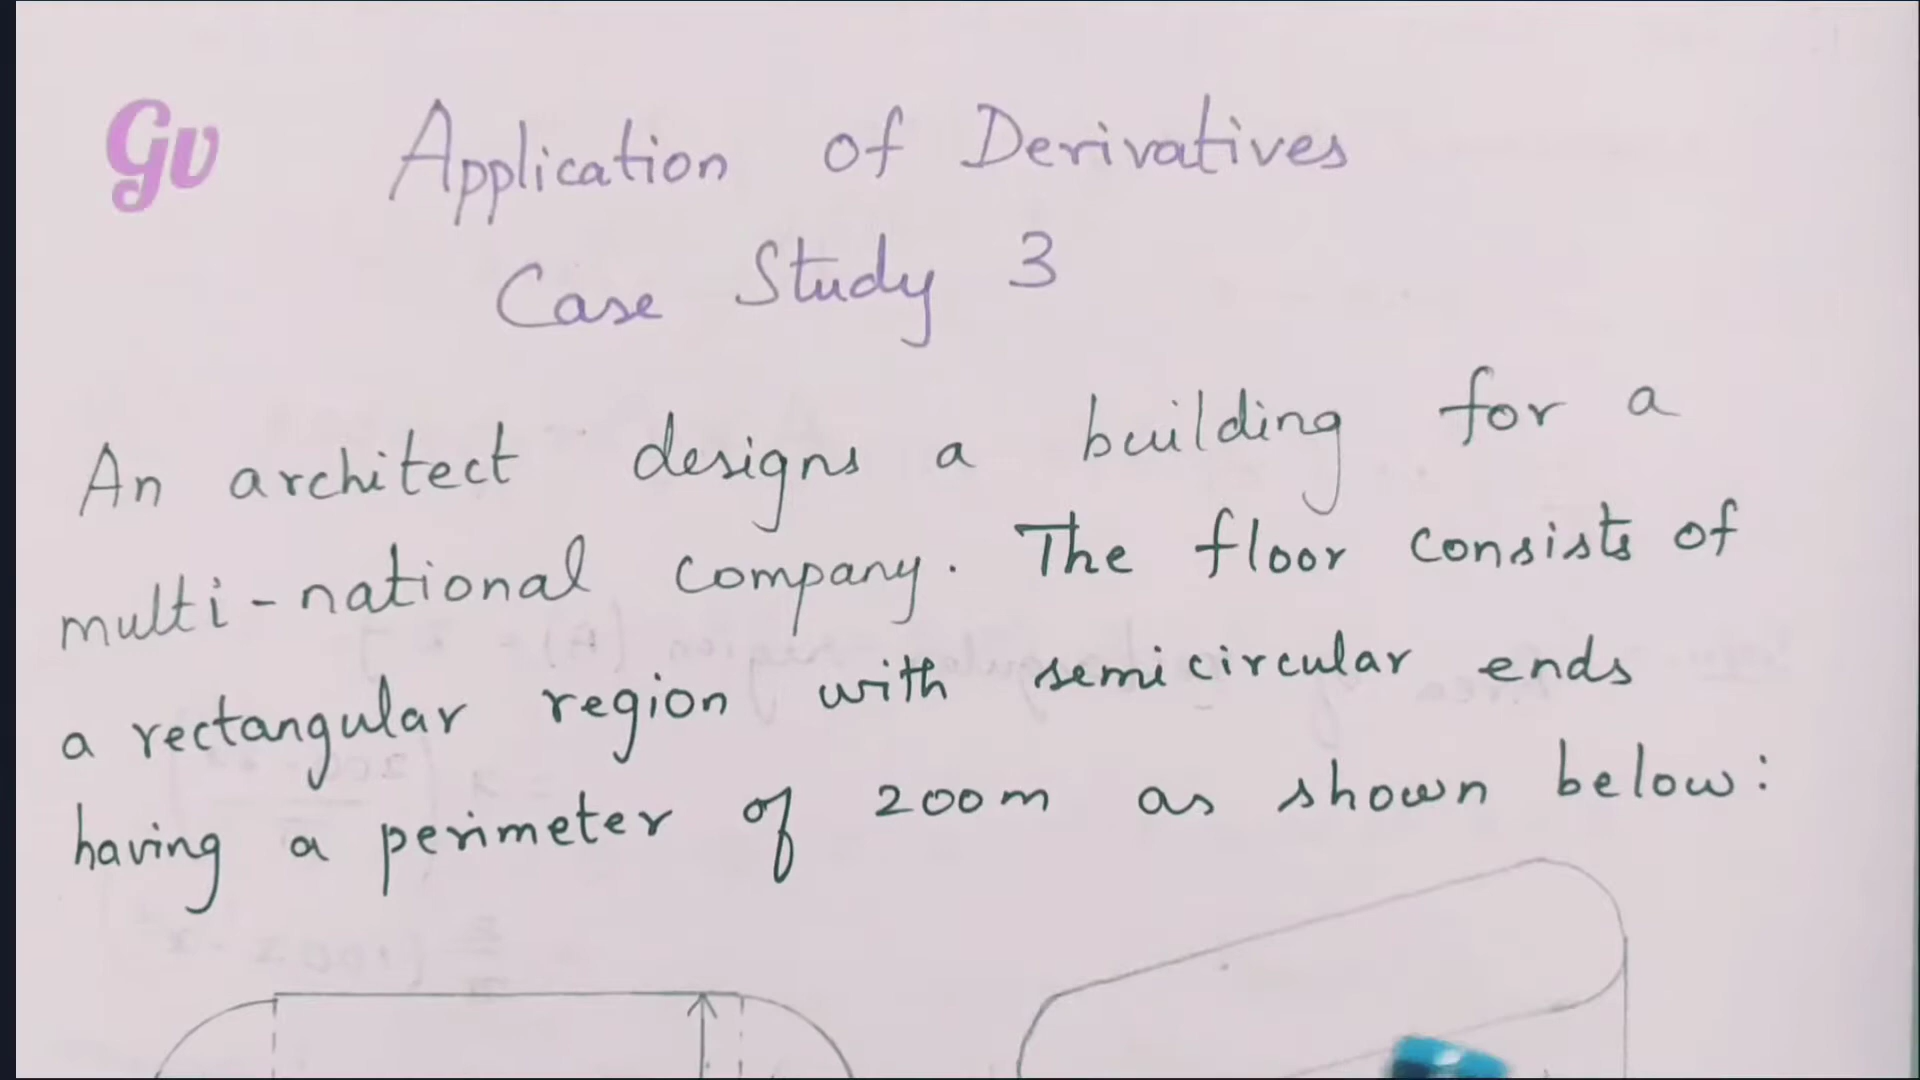 Gv
Application of Derivatives
Case Study 3
An architect designs a building for a
multi-national company. The floor consists of
a rectangular region with semicircular ends
having a perimeter of 200m as shown below: